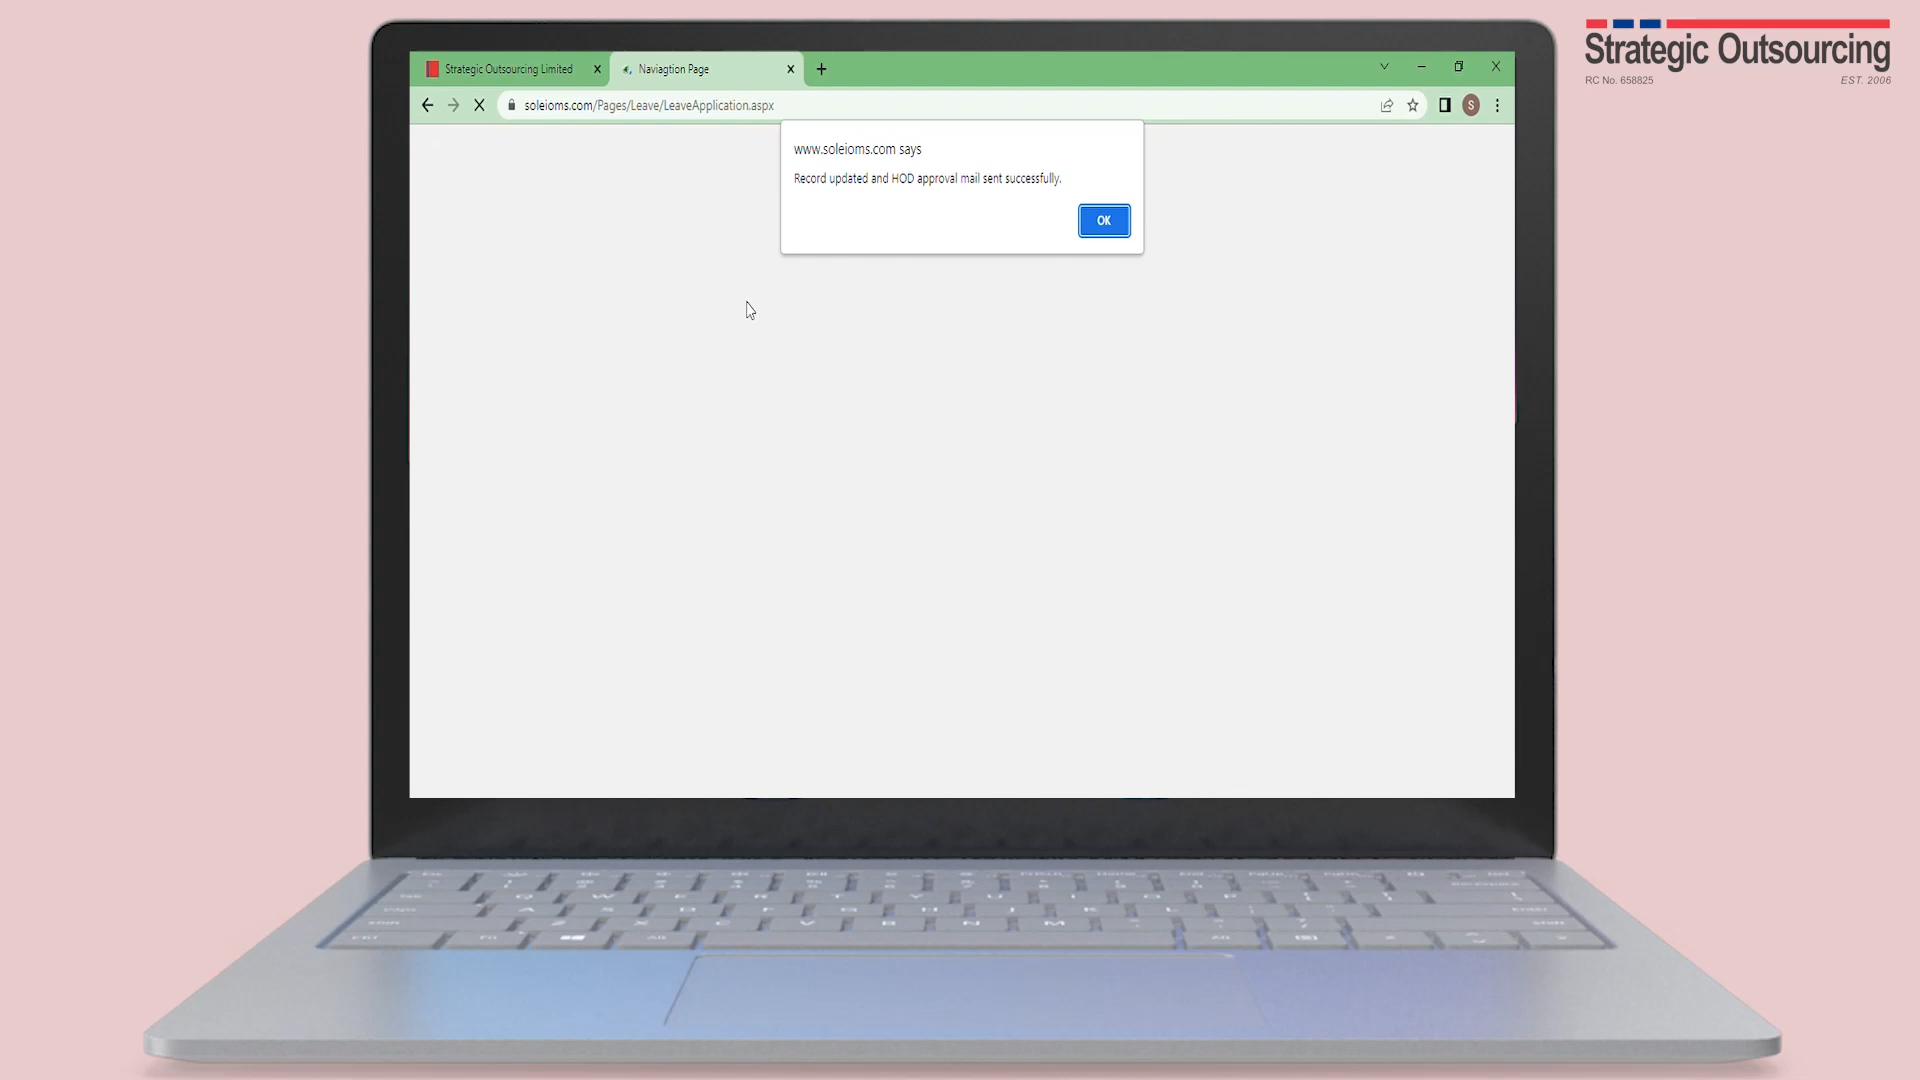 Strategic Outsourcing
RC No. 658825
EST. 2006
Strategic Outsourcing Limited
Naviagtion Page
soleioms.com/Pages/Leave/LeaveApplication.aspx
S
www.soleioms.com says
Record updated and HOD approval mail sent successfully.
OK